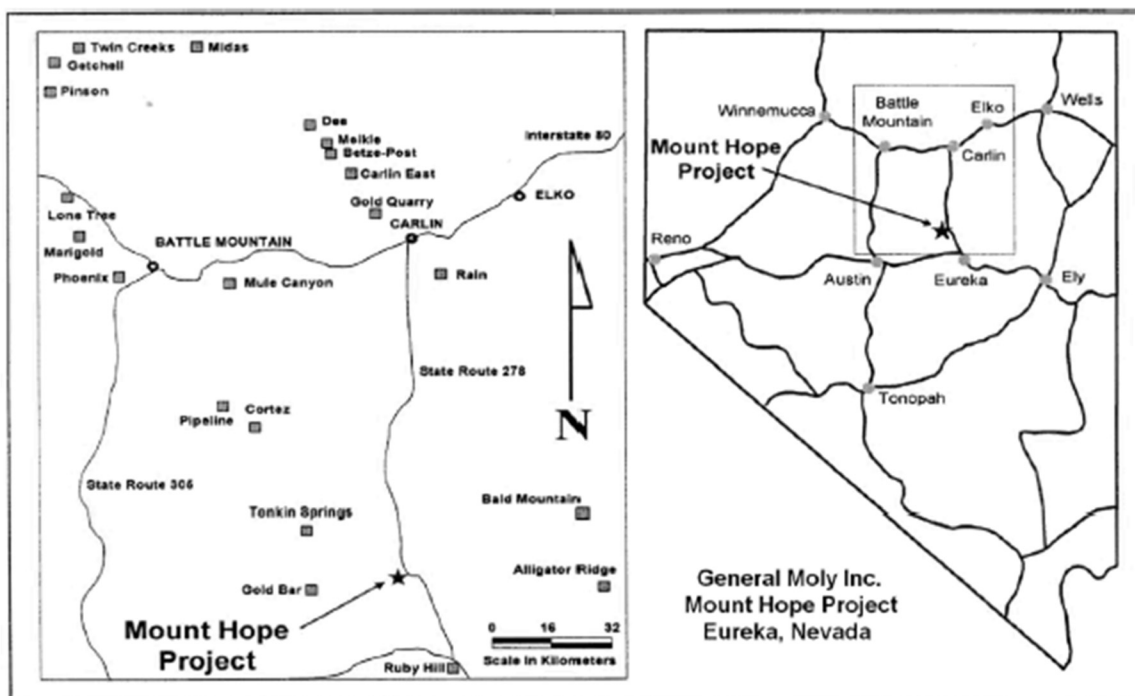 Twin Creeks
Midas
Getchell
Pinson
Dee
Meikle
Betze-Post
Carlin East
Interstate 80
Gold Quarry
ELKO
Lone Tree
CARLIN
BATTLE MOUNTAIN
Marigold
Phoenix
Mule Canyon
Rain
State Route 278
Pipeline
Cortez
N
State Route 305
Bald Mountain
Tonkin Springs
Alligator Ridge
Gold Bar
Mount Hope
Project
0 16 32
Scale in Kilometers
Ruby Hill
Winnemucca
Battle
Mountain
Elko
Wells
Carlin
Mount Hope
Project
Reno
Austin
Eureka
Ely
Tonopah
General Moly Inc.
Mount Hope Project
Eureka, Nevada